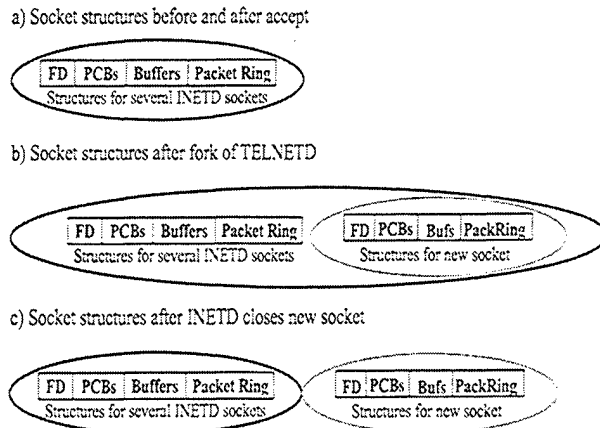 a) Socket structures before and after accept
FD PCBs Buffers Packet Ring
Structures for several INETD sockets
b) Socket structures after fork of TELNETD
FD PCBs Buffers Packet Ring
Structures for several INETD sockets
FD PCBs Bufs PackRing
Structures for new socket
c) Socket structures after INETD closes new socket
FD PCBs Buffers Packet Ring
Structures for several INETD sockets
FD PCBs Bufs PackRing
Structures for new socket